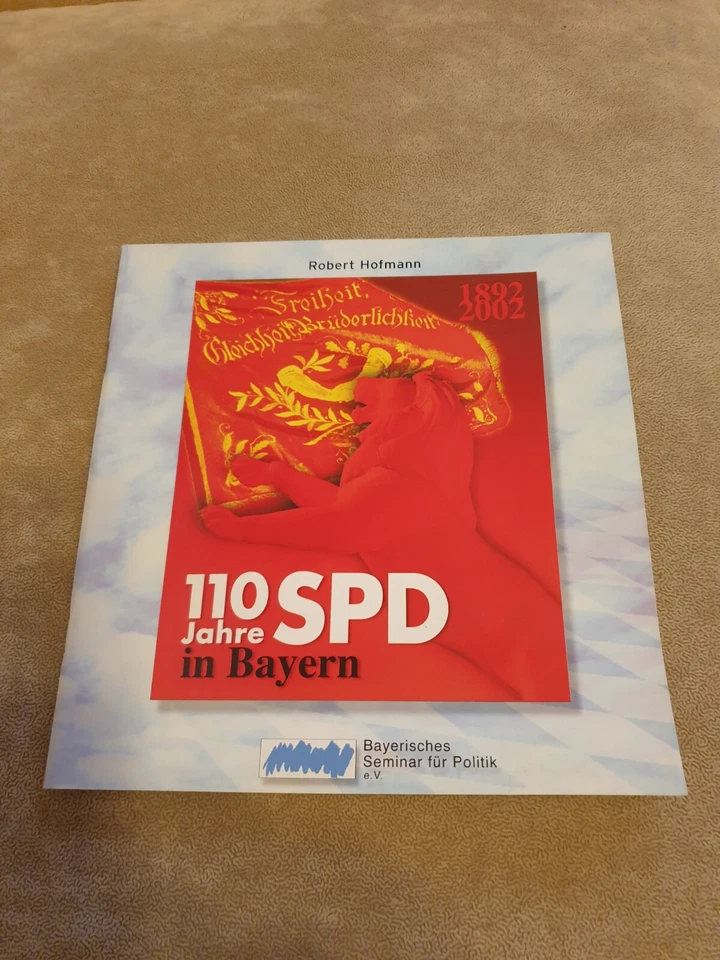 Robert Hofmann
1892
2002
Freiheit,
Gleichheit, Brüderlichkeit
110
Jahre SPD
in Bayern
Bayerisches
Seminar für Politik
e.V.